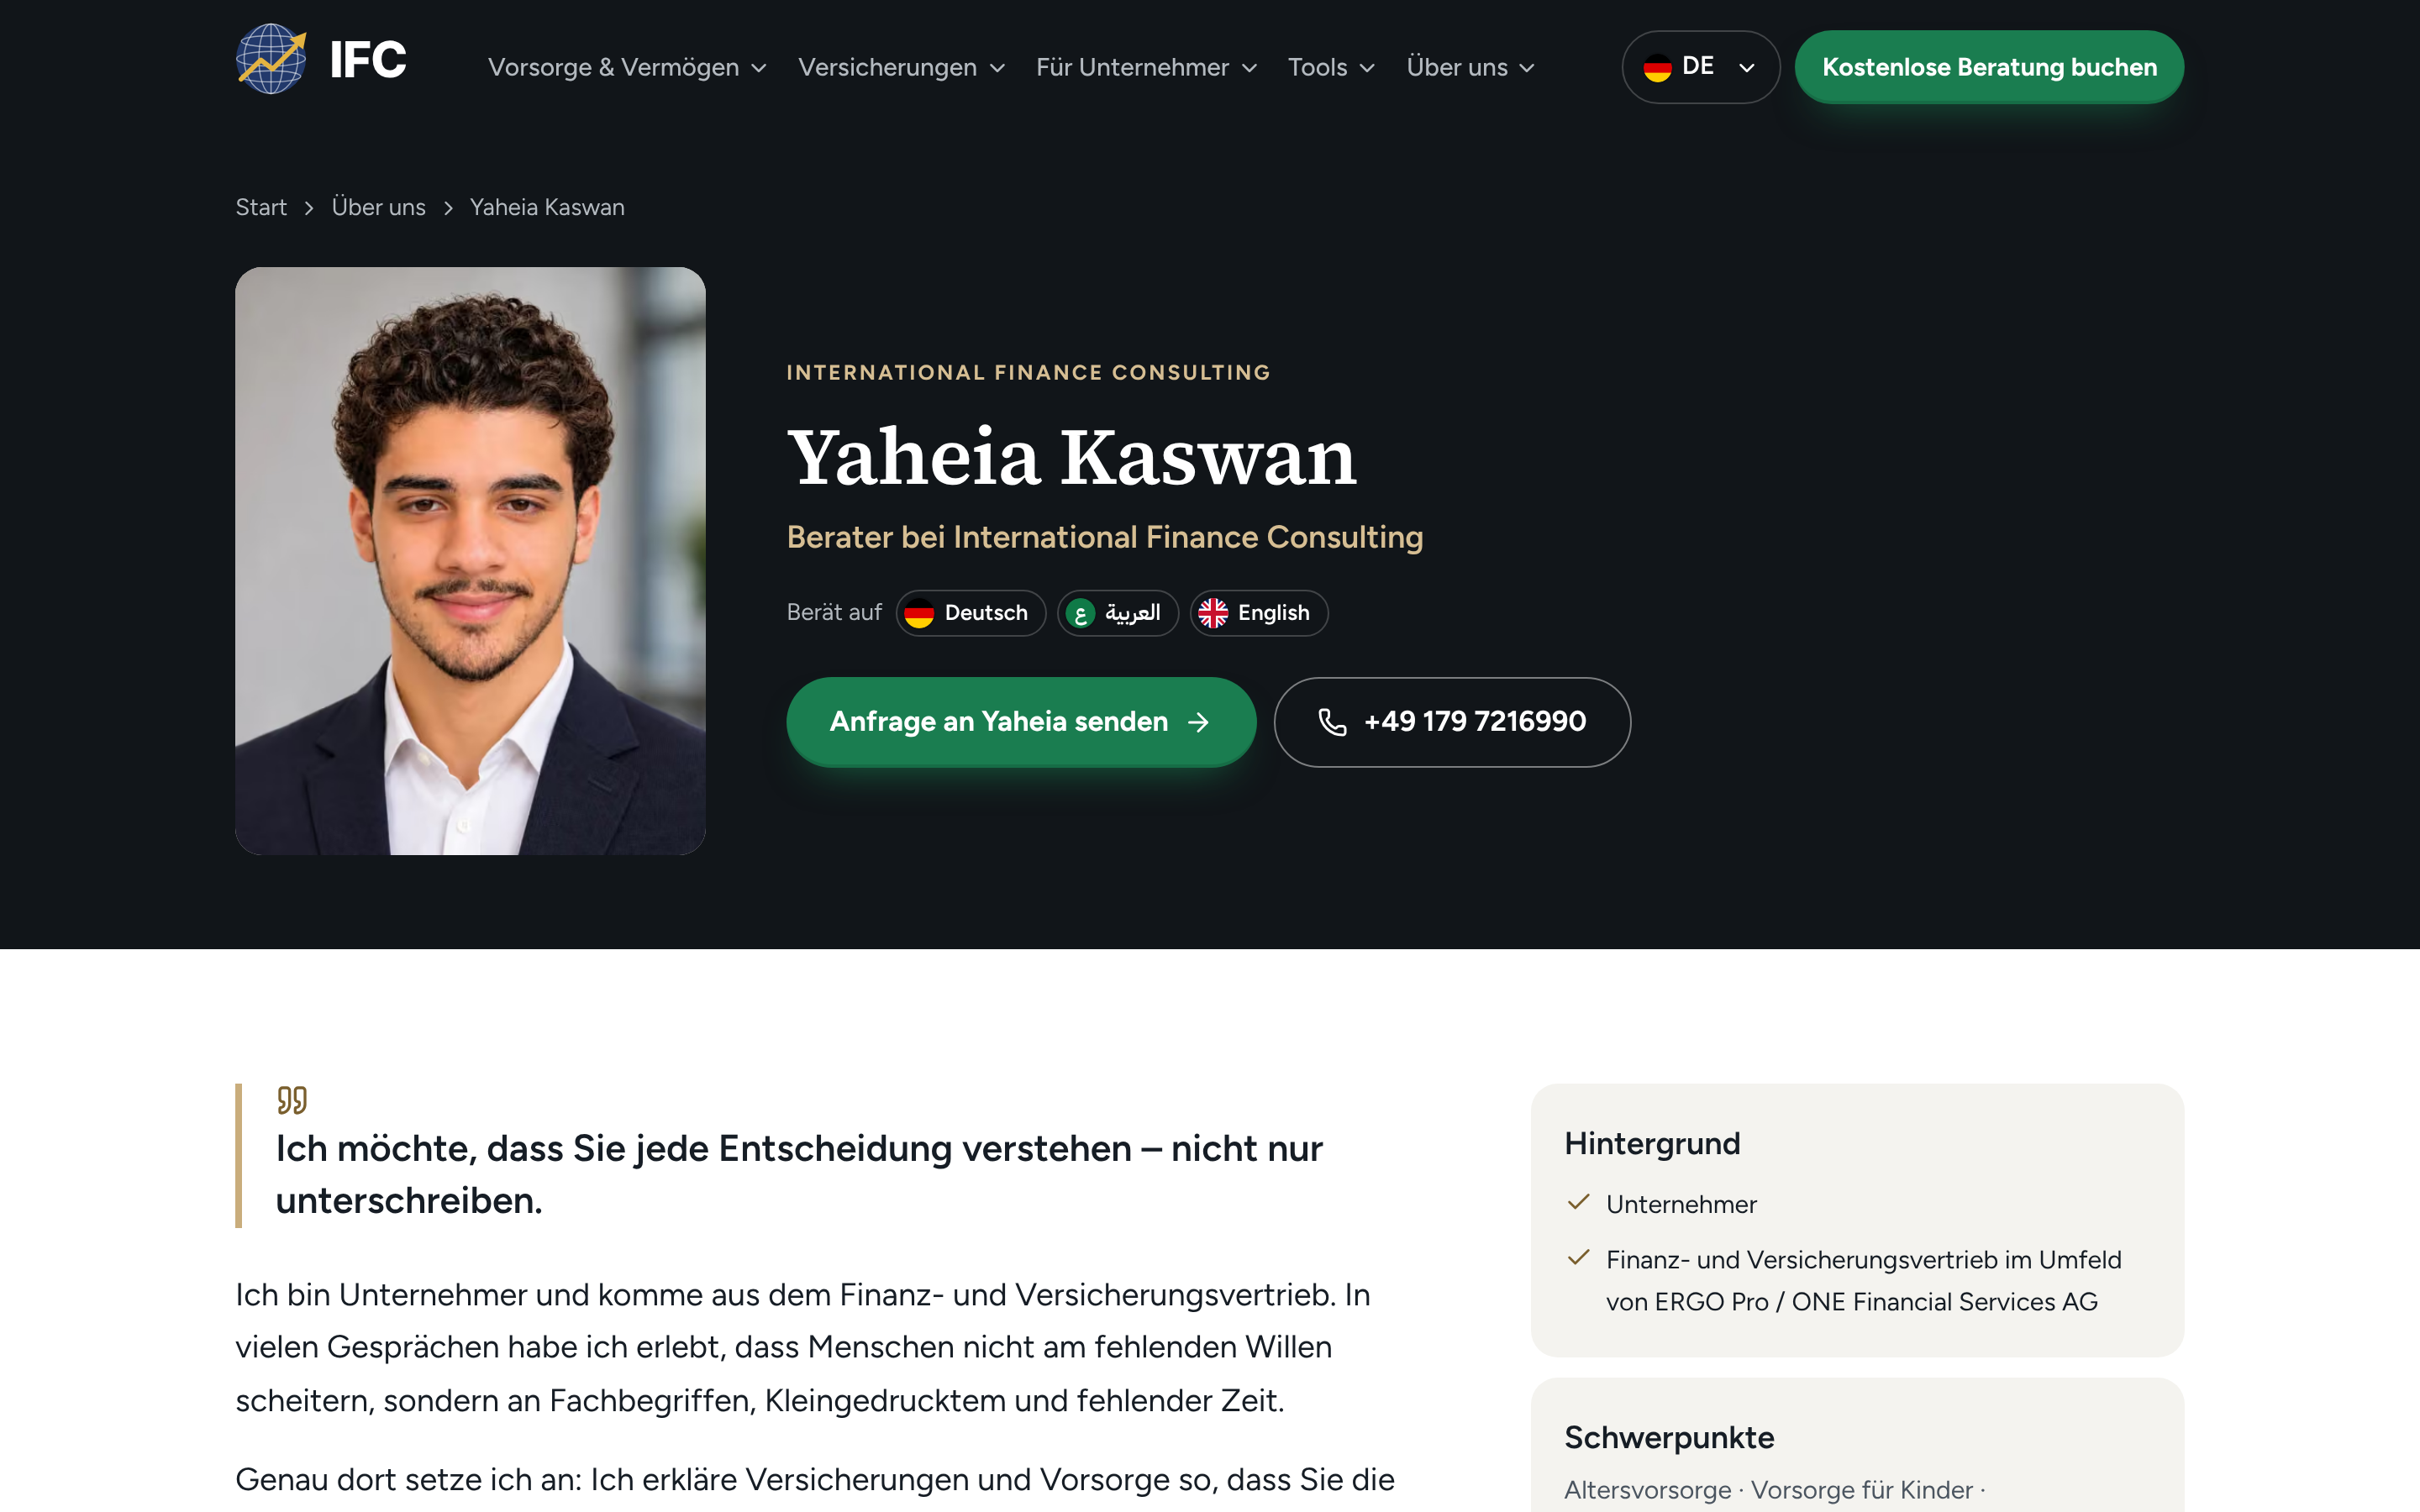 IFC
Vorsorge & Vermögen
Versicherungen
Für Unternehmer
Tools
Über uns
DE
Kostenlose Beratung buchen
Start > Über uns > Yaheia Kaswan
INTERNATIONAL FINANCE CONSULTING
Yaheia Kaswan
Berater bei International Finance Consulting
Berät auf
Deutsch
ع العربية
English
Anfrage an Yaheia senden →
+49 179 7216990
Ich möchte, dass Sie jede Entscheidung verstehen – nicht nur
unterschreiben.
Ich bin Unternehmer und komme aus dem Finanz- und Versicherungsvertrieb. In
vielen Gesprächen habe ich erlebt, dass Menschen nicht am fehlenden Willen
scheitern, sondern an Fachbegriffen, Kleingedrucktem und fehlender Zeit.
Genau dort setze ich an: Ich erkläre Versicherungen und Vorsorge so, dass Sie die
Hintergrund
Unternehmer
Finanz- und Versicherungsvertrieb im Umfeld
von ERGO Pro / ONE Financial Services AG
Schwerpunkte
Altersvorsorge · Vorsorge für Kinder ·